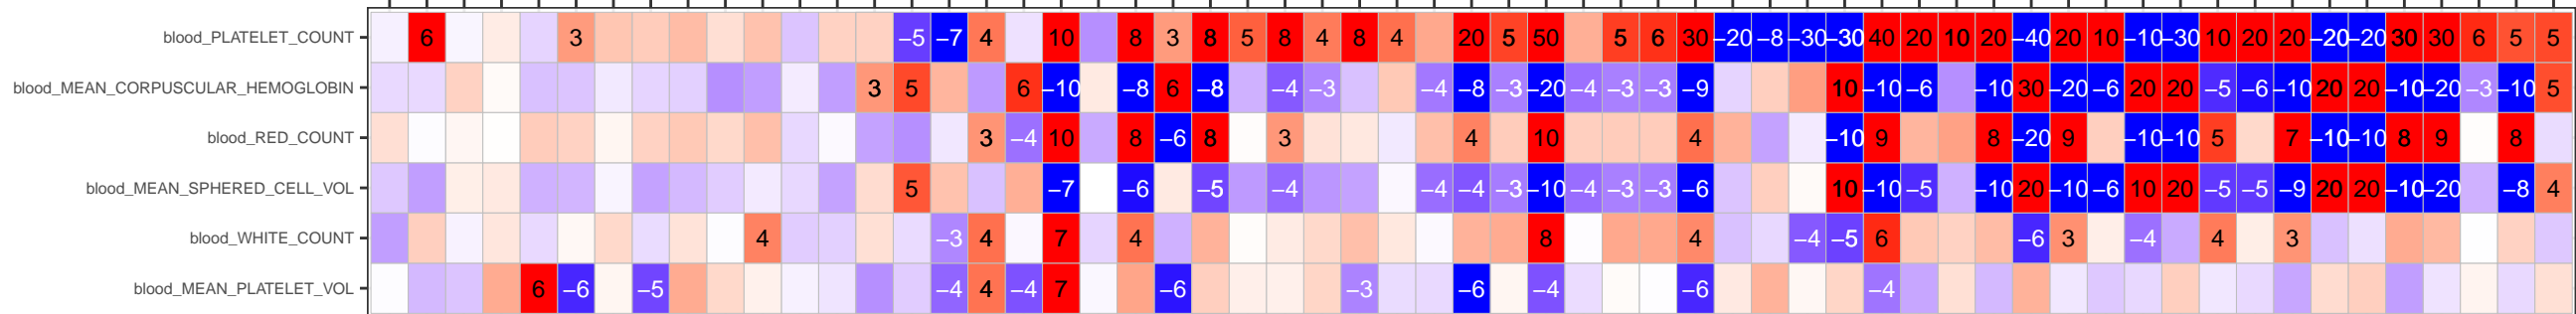 blood_PLATELET_COUNT 6 3 −5 −7 4 10 8 3 8 5 8 4 8 4 20 5 50 5 6 30 −20 −8 −30 −30 40 20 10 20 −40 20 10 −10 −30 10 20 20 −20 −20 30 30 6 5 5
blood_MEAN_CORPUSCULAR_HEMOGLOBIN 3 5 6 −10 −8 6 −8 −4 −3 −4 −8 −3 −20 −4 −3 −3 −9 10 −10 −6 −10 30 −20 −6 20 20 −5 −6 −10 20 20 −10 −20 −3 −10 5
blood_RED_COUNT 3 −4 10 8 −6 8 3 4 10 4 −10 9 8 −20 9 −10 −10 5 7 −10 −10 8 9 8
blood_MEAN_SPHERED_CELL_VOL 5 −7 −6 −5 −4 −4 −4 −3 −10 −4 −3 −3 −6 10 −10 −5 −10 20 −10 −6 10 20 −5 −5 −9 20 20 −10 −20 −8 4
blood_WHITE_COUNT 4 −3 4 7 4 8 4 −4 −5 6 −6 3 −4 4 3
blood_MEAN_PLATELET_VOL 6 −6 −5 −4 4 −4 7 −6 −3 −6 −4 −6 −4